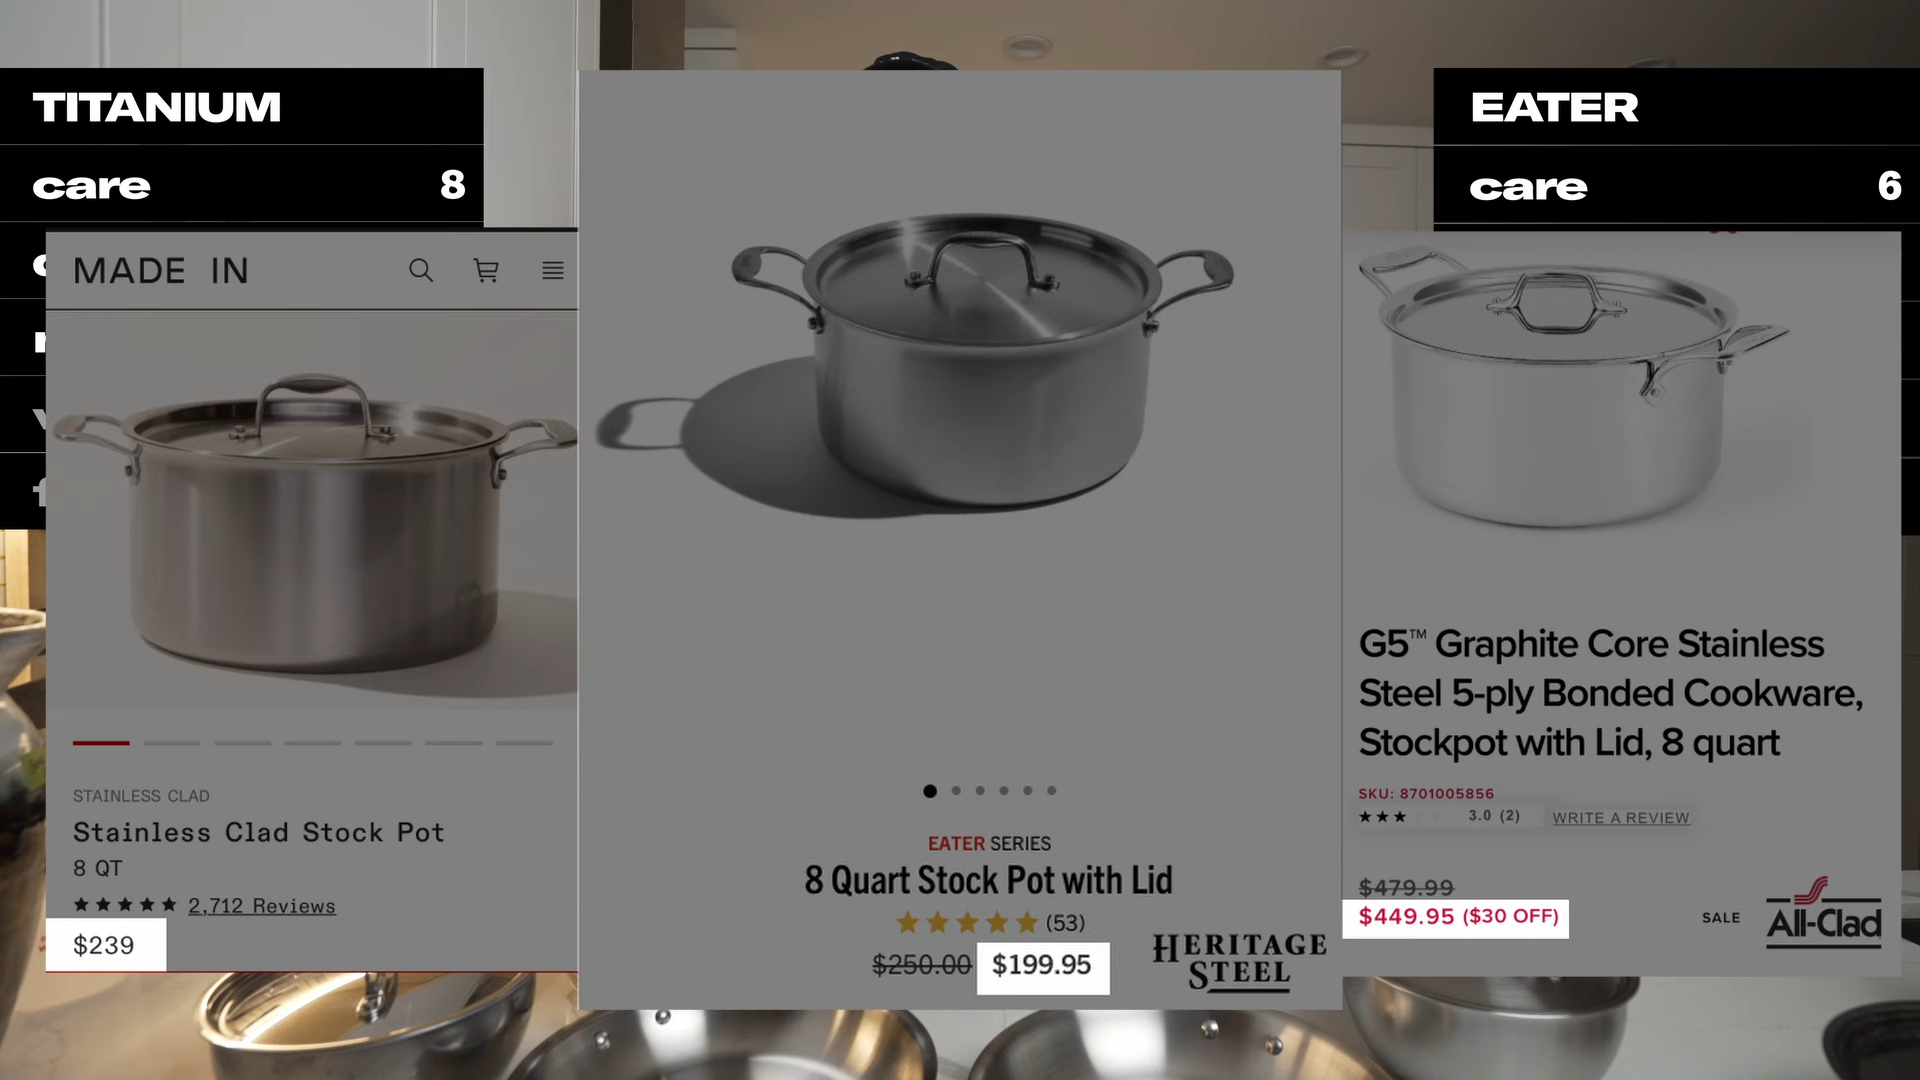 TITANIUM
care 8
EATER
care 6
MADE IN
STAINLESS CLAD
Stainless Clad Stock Pot
8 QT
2,712 Reviews
$239
EATER SERIES
8 Quart Stock Pot with Lid
(53)
$250.00 $199.95
HERITAGE
STEEL
G5™ Graphite Core Stainless
Steel 5-ply Bonded Cookware,
Stockpot with Lid, 8 quart
SKU: 8701005856
3.0 (2) WRITE A REVIEW
$479.99
$449.95 ($30 OFF)
SALE
All-Clad